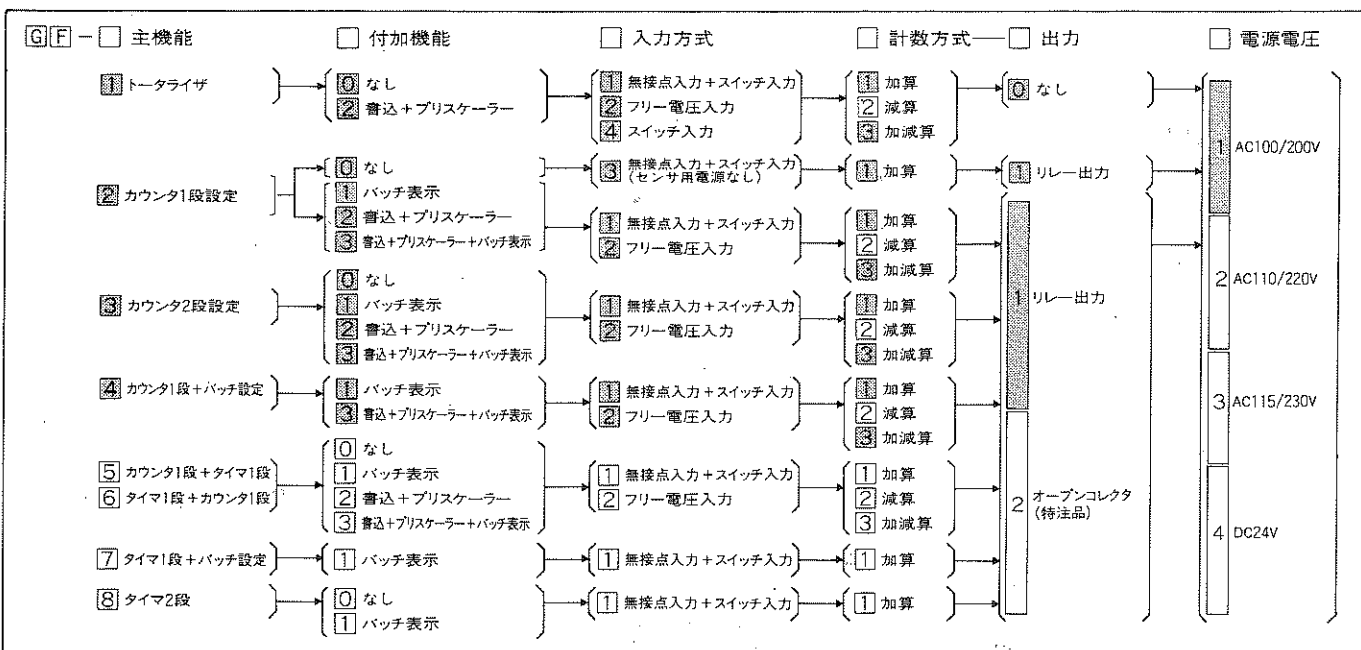 GF-□ 主機能 □ 付加機能 □ 入力方式 □ 計数方式 □ 出力 □ 電源電圧
1 トータライザ
0 なし
2 書込+プリスケーラー
1 無接点入力+スイッチ入力
2 フリー電圧入力
4 スイッチ入力
1 加算
2 減算
3 加減算
0 なし
2 カウンタ1段設定
0 なし
3 無接点入力+スイッチ入力
(センサ用電源なし)
1 加算
1 リレー出力
1 バッチ表示
2 書込+プリスケーラー
3 書込+プリスケーラー+バッチ表示
1 無接点入力+スイッチ入力
2 フリー電圧入力
1 加算
2 減算
3 加減算
3 カウンタ2段設定
0 なし
1 バッチ表示
2 書込+プリスケーラー
3 書込+プリスケーラー+バッチ表示
1 無接点入力+スイッチ入力
2 フリー電圧入力
1 加算
2 減算
3 加減算
4 カウンタ1段+バッチ設定
1 バッチ表示
3 書込+プリスケーラー+バッチ表示
1 無接点入力+スイッチ入力
2 フリー電圧入力
1 加算
2 減算
3 加減算
5 カウンタ1段+タイマ1段
6 タイマ1段+カウンタ1段
0 なし
1 バッチ表示
2 書込+プリスケーラー
3 書込+プリスケーラー+バッチ表示
1 無接点入力+スイッチ入力
2 フリー電圧入力
1 加算
2 減算
3 加減算
7 タイマ1段+バッチ設定
1 バッチ表示
1 無接点入力+スイッチ入力
1 加算
8 タイマ2段
0 なし
1 バッチ表示
1 無接点入力+スイッチ入力
1 加算
1 リレー出力
2 オープンコレクタ
(特注品)
1 AC100/200V
2 AC110/220V
3 AC115/230V
4 DC24V